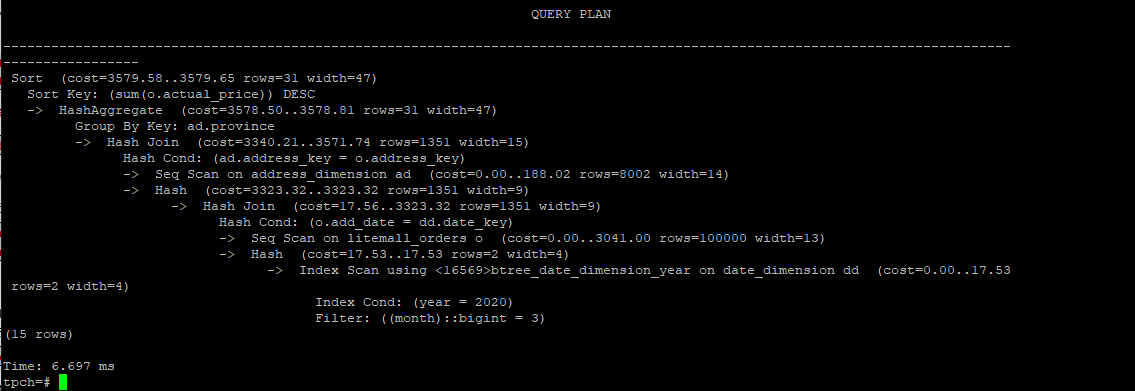 QUERY PLAN
------------------------------------------------------------------------------------------------------------------------------
-----------------
Sort  (cost=3579.58..3579.65 rows=31 width=47)
Sort Key: (sum(o.actual_price)) DESC
->  HashAggregate  (cost=3578.50..3578.81 rows=31 width=47)
Group By Key: ad.province
->  Hash Join  (cost=3340.21..3571.74 rows=1351 width=15)
Hash Cond: (ad.address_key = o.address_key)
->  Seq Scan on address_dimension ad  (cost=0.00..188.02 rows=8002 width=14)
->  Hash  (cost=3323.32..3323.32 rows=1351 width=9)
->  Hash Join  (cost=17.56..3323.32 rows=1351 width=9)
Hash Cond: (o.add_date = dd.date_key)
->  Seq Scan on litemall_orders o  (cost=0.00..3041.00 rows=100000 width=13)
->  Hash  (cost=17.53..17.53 rows=2 width=4)
->  Index Scan using <16569>btree_date_dimension_year on date_dimension dd  (cost=0.00..17.53
rows=2 width=4)
Index Cond: (year = 2020)
Filter: ((month)::bigint = 3)
(15 rows)
Time: 6.697 ms
tpch=#